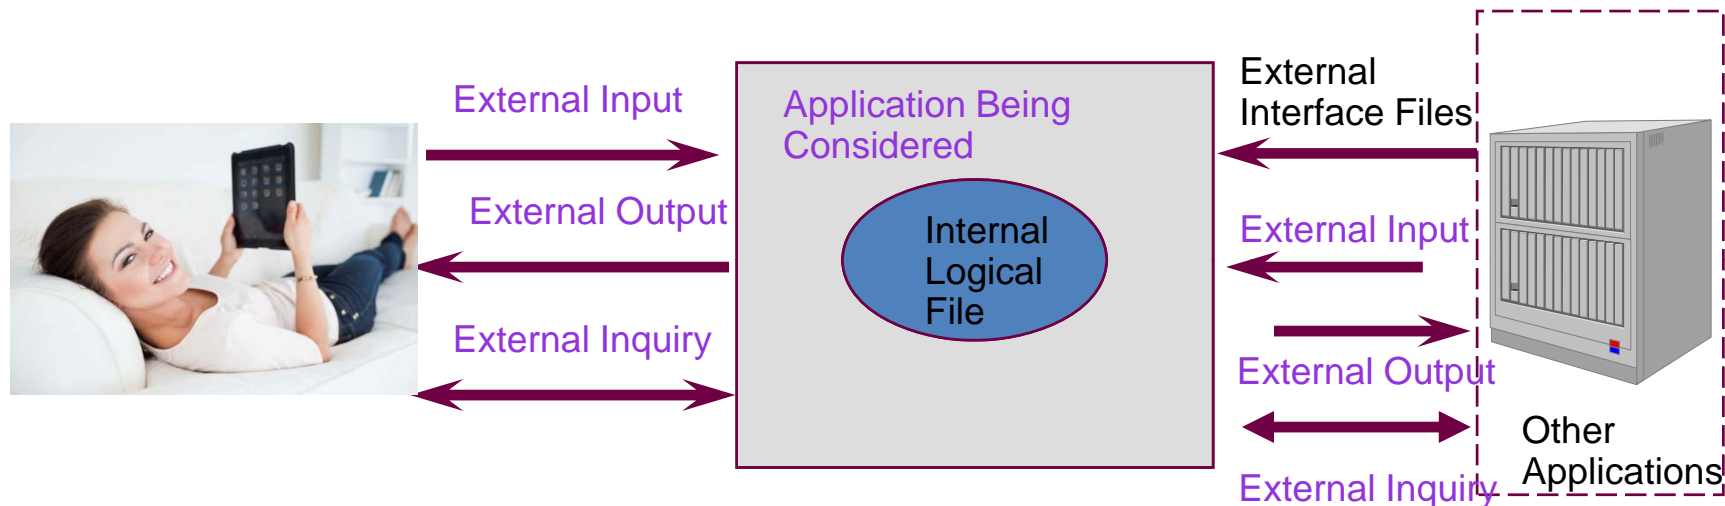 External Input
External Output
External Inquiry
Application Being
Considered
Internal
Logical
File
External
Interface Files
External Input
External Output
External Inquiry
Other
Applications